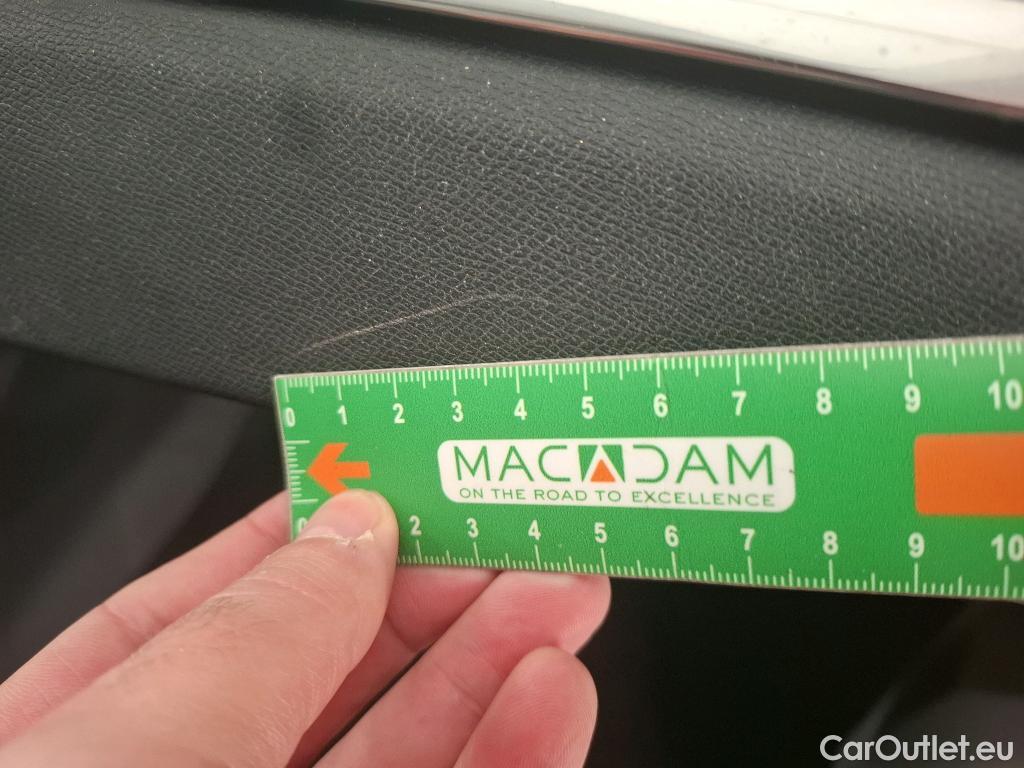 0 1 2 3 4 5 6 7 8 9 10
MACADAM
ON THE ROAD TO EXCELLENCE
0 2 3 4 5 6 7 8 9 10
CarOutlet.eu